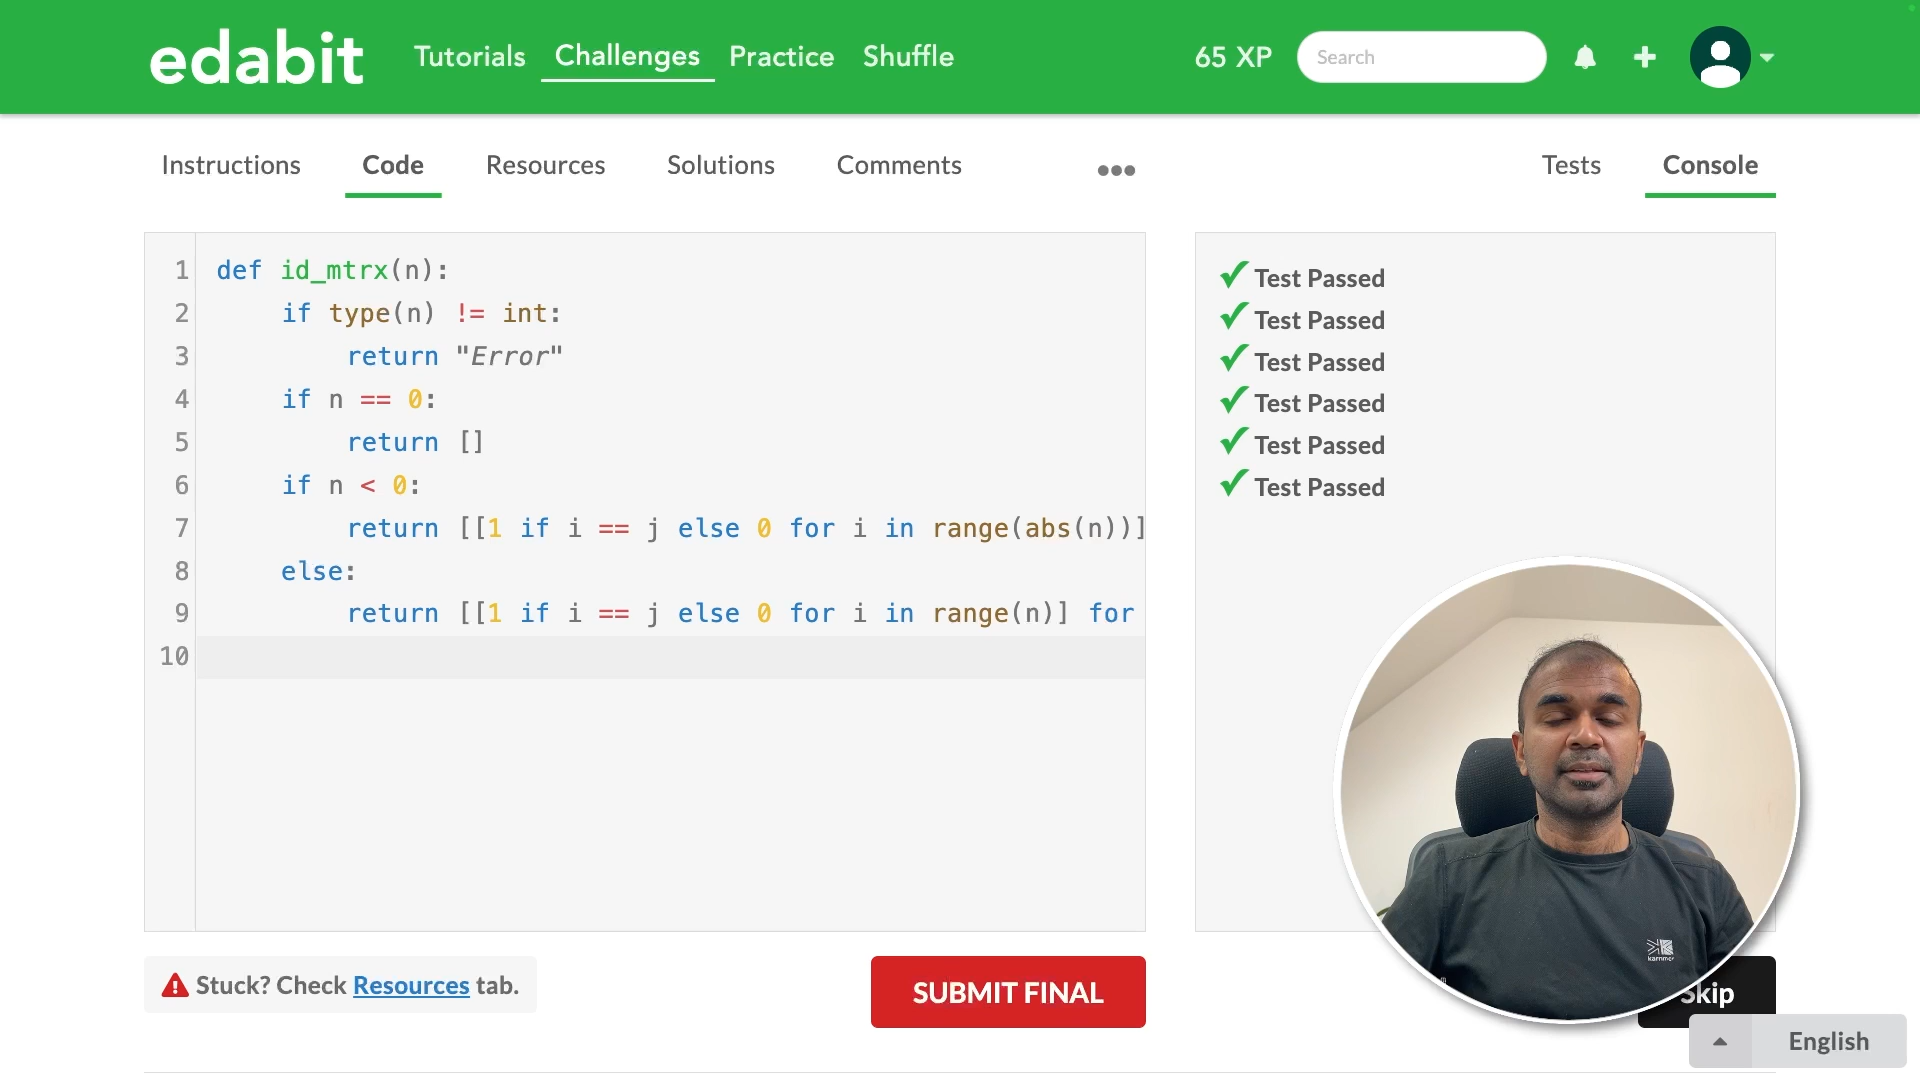 edabit Tutorials Challenges Practice Shuffle 65 XP Search
Instructions Code Resources Solutions Comments ••• Tests Console
1 def id_mtrx(n):
2 if type(n) != int:
3 return "Error"
4 if n == 0:
5 return []
6 if n < 0:
7 return [[1 if i == j else 0 for i in range(abs(n))]
8 else:
9 return [[1 if i == j else 0 for i in range(n)] for
10
✔ Test Passed
✔ Test Passed
✔ Test Passed
✔ Test Passed
✔ Test Passed
✔ Test Passed
karrimor
Stuck? Check Resources tab.
SUBMIT FINAL
Skip
English